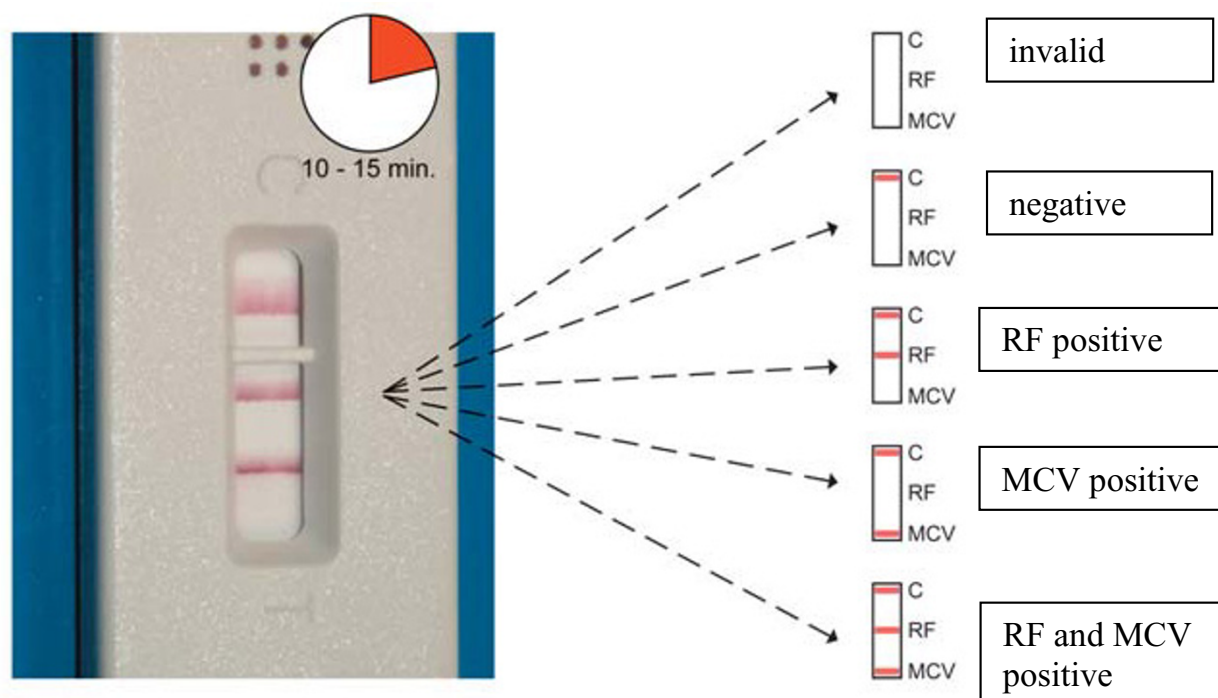 10 - 15 min.
C
T
C
RF
MCV
invalid
C
RF
MCV
negative
C
RF
MCV
RF positive
C
RF
MCV
MCV positive
C
RF
MCV
RF and MCV
positive